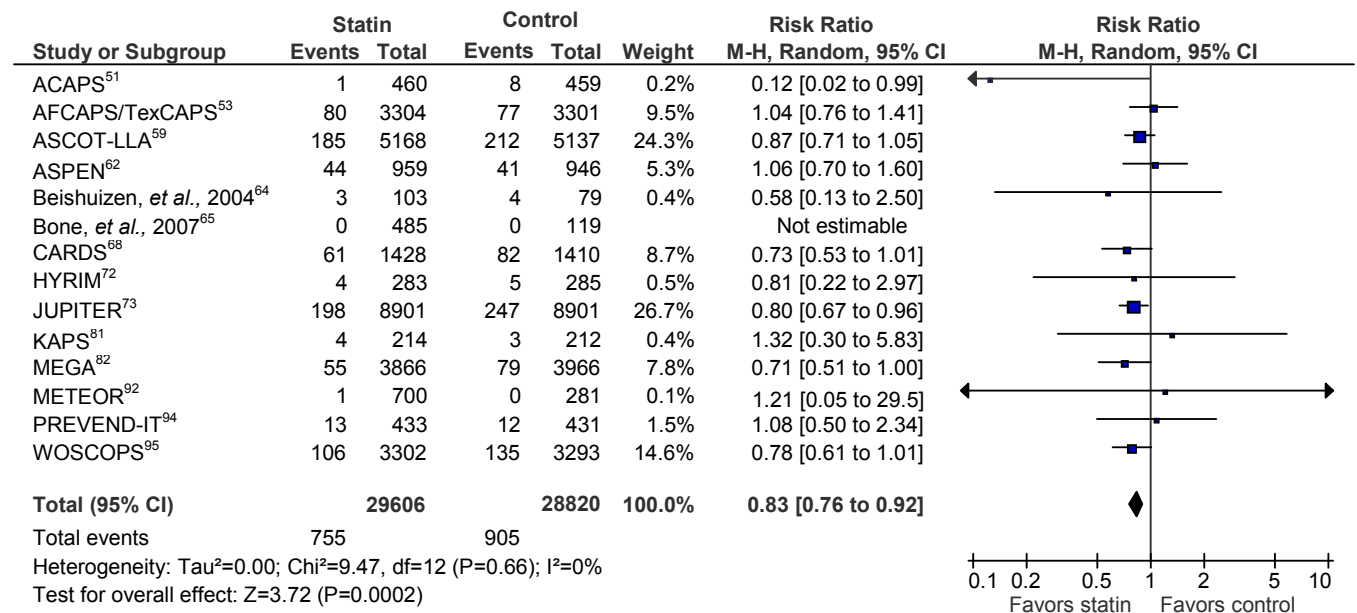 Statin Control Risk Ratio Risk Ratio
Study or Subgroup Events Total Events Total Weight M-H, Random, 95% CI M-H, Random, 95% CI
ACAPS⁵¹ 1 460 8 459 0.2% 0.12 [0.02 to 0.99]
AFCAPS/TexCAPS⁵³ 80 3304 77 3301 9.5% 1.04 [0.76 to 1.41]
ASCOT-LLA⁵⁹ 185 5168 212 5137 24.3% 0.87 [0.71 to 1.05]
ASPEN⁶² 44 959 41 946 5.3% 1.06 [0.70 to 1.60]
Beishuizen, et al., 2004⁶⁴ 3 103 4 79 0.4% 0.58 [0.13 to 2.50]
Bone, et al., 2007⁶⁵ 0 485 0 119 Not estimable
CARDS⁶⁸ 61 1428 82 1410 8.7% 0.73 [0.53 to 1.01]
HYRIM⁷² 4 283 5 285 0.5% 0.81 [0.22 to 2.97]
JUPITER⁷³ 198 8901 247 8901 26.7% 0.80 [0.67 to 0.96]
KAPS⁸¹ 4 214 3 212 0.4% 1.32 [0.30 to 5.83]
MEGA⁸² 55 3866 79 3966 7.8% 0.71 [0.51 to 1.00]
METEOR⁹² 1 700 0 281 0.1% 1.21 [0.05 to 29.5]
PREVEND-IT⁹⁴ 13 433 12 431 1.5% 1.08 [0.50 to 2.34]
WOSCOPS⁹⁵ 106 3302 135 3293 14.6% 0.78 [0.61 to 1.01]
Total (95% CI) 29606 28820 100.0% 0.83 [0.76 to 0.92]
Total events 755 905
Heterogeneity: Tau²=0.00; Chi²=9.47, df=12 (P=0.66); I²=0%
Test for overall effect: Z=3.72 (P=0.0002)
0.1 0.2 0.5 1 2 5 10
Favors statin Favors control